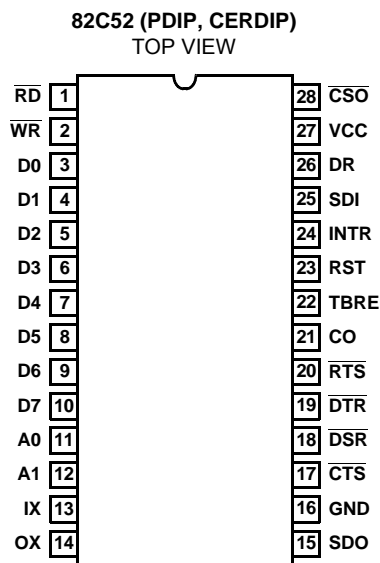 82C52 (PDIP, CERDIP)
TOP VIEW
RD 1 28 CSO
WR 2 27 VCC
D0 3 26 DR
D1 4 25 SDI
D2 5 24 INTR
D3 6 23 RST
D4 7 22 TBRE
D5 8 21 CO
D6 9 20 RTS
D7 10 19 DTR
A0 11 18 DSR
A1 12 17 CTS
IX 13 16 GND
OX 14 15 SDO